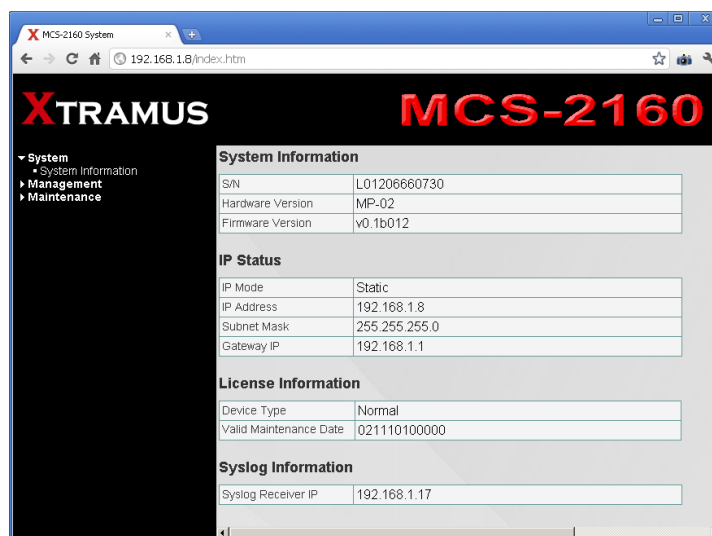 MCS-2160 System
192.168.1.8/index.htm
XTRAMUS
MCS-2160
System
System Information
Management
Maintenance
System Information
S/N L01206660730
Hardware Version MP-02
Firmware Version v0.1b012
IP Status
IP Mode Static
IP Address 192.168.1.8
Subnet Mask 255.255.255.0
Gateway IP 192.168.1.1
License Information
Device Type Normal
Valid Maintenance Date 021110100000
Syslog Information
Syslog Receiver IP 192.168.1.17